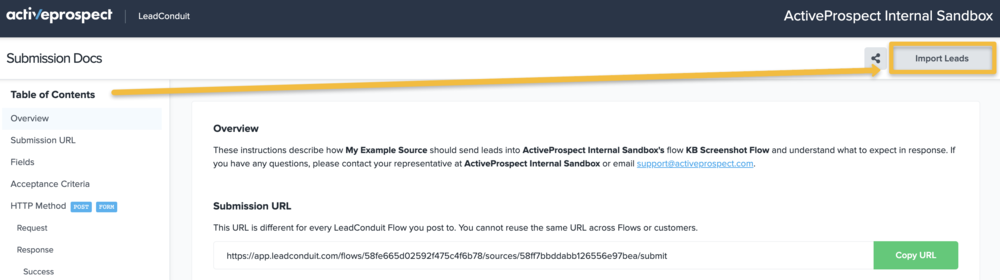 activeprospect LeadConduit ActiveProspect Internal Sandbox
Submission Docs Import Leads
Table of Contents
Overview
Submission URL
Fields
Acceptance Criteria
HTTP Method POST FORM
Request
Response
Success
Overview
These instructions describe how My Example Source should send leads into ActiveProspect Internal Sandbox's flow KB Screenshot Flow and understand what to expect in response. If
you have any questions, please contact your representative at ActiveProspect Internal Sandbox or email support@activeprospect.com.
Submission URL
This URL is different for every LeadConduit Flow you post to. You cannot reuse the same URL across Flows or customers.
https://app.leadconduit.com/flows/58fe665d02592f475c4f6b78/sources/58ff7bbddabb126556e97bea/submit Copy URL